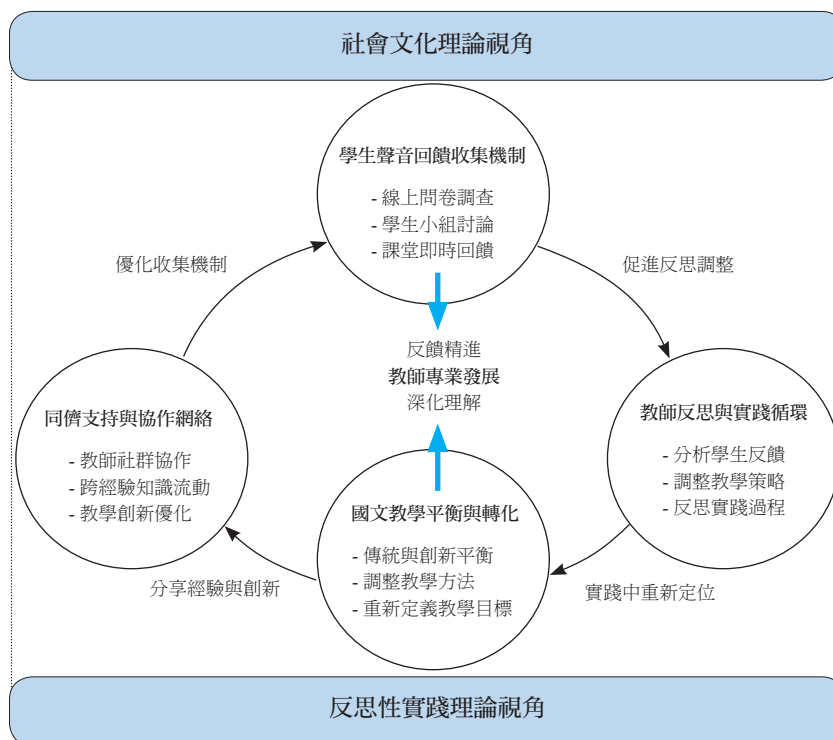 社會文化理論視角
學生聲音回饋收集機制
- 線上問卷調查
- 學生小組討論
- 課堂即時回饋
優化收集機制
促進反思調整
反饋精進
教師專業發展
深化理解
同儕支持與協作網絡
- 教師社群協作
- 跨經驗知識流動
- 教學創新優化
教師反思與實踐循環
- 分析學生反饋
- 調整教學策略
- 反思實踐過程
國文教學平衡與轉化
- 傳統與創新平衡
- 調整教學方法
- 重新定義教學目標
分享經驗與創新
實踐中重新定位
反思性實踐理論視角